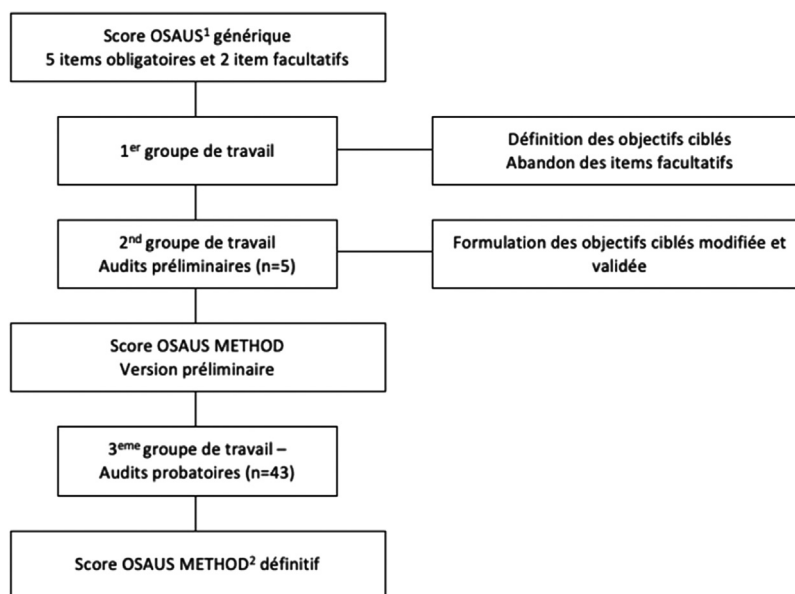 Score OSAUS¹ générique
5 items obligatoires et 2 item facultatifs
1er groupe de travail
Définition des objectifs ciblés
Abandon des items facultatifs
2nd groupe de travail
Audits préliminaires (n=5)
Formulation des objectifs ciblés modifiée et
validée
Score OSAUS METHOD
Version préliminaire
3eme groupe de travail –
Audits probatoires (n=43)
Score OSAUS METHOD² définitif